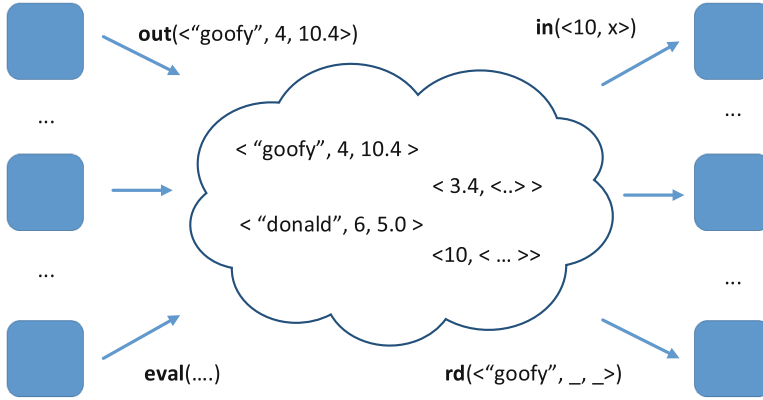 out(<“goofy”, 4, 10.4>)
in(<10, x>)
...
...
< “goofy”, 4, 10.4 >
< 3.4, <..> >
< “donald”, 6, 5.0 >
<10, < ... >>
...
...
eval(....)
rd(<“goofy”, _, _>)